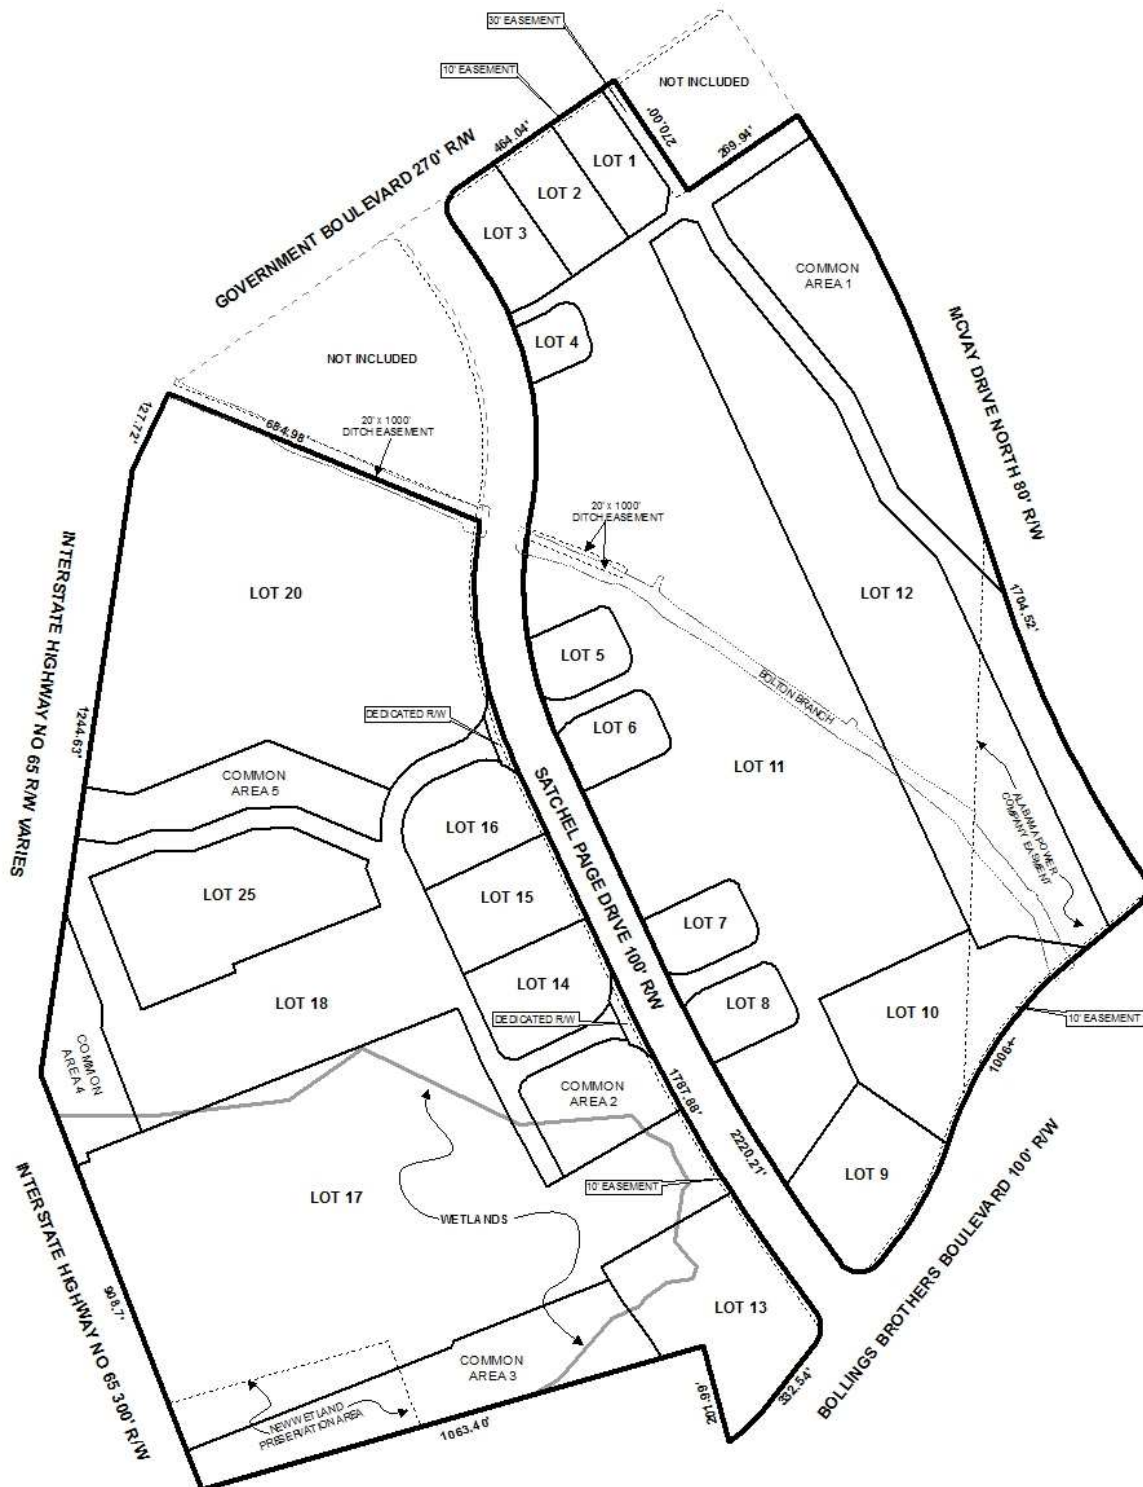 30' EASEMENT
10' EASEMENT
NOT INCLUDED
464.04'
270.00'
269.94'
GOVERNMENT BOULEVARD 270' R/W
LOT 1
LOT 2
LOT 3
COMMON
AREA 1
LOT 4
NOT INCLUDED
MCVAY DRIVE NORTH 80' R/W
127.72'
684.98'
20' X 1000'
DITCH EASEMENT
20' X 1000'
DITCH EASEMENT
INTERSTATE HIGHWAY NO 65 R/W VARIES
LOT 20
LOT 12
1704.52'
LOT 5
BOLTON BRANCH
DEDICATED R/W
LOT 6
1244.63'
COMMON
AREA 5
LOT 11
SATCHEL PAIGE DRIVE 100' R/W
LOT 16
ALABAMA POWER
COMPANY EASMENT
LOT 25
LOT 15
LOT 7
LOT 18
LOT 14
LOT 8
LOT 10
DEDICATED R/W
10' EASEMENT
COMMON
AREA 4
COMMON
AREA 2
1787.88'
1006+-
2220.21'
LOT 17
10' EASEMENT
LOT 9
WETLANDS
INTERSTATE HIGHWAY NO 65 300' R/W
908.7'
LOT 13
BOLLINGS BROTHERS BOULEVARD 100' R/W
COMMON
AREA 3
201.99'
332.54'
NEW WETLAND
PRESERVATION AREA
1063.40'